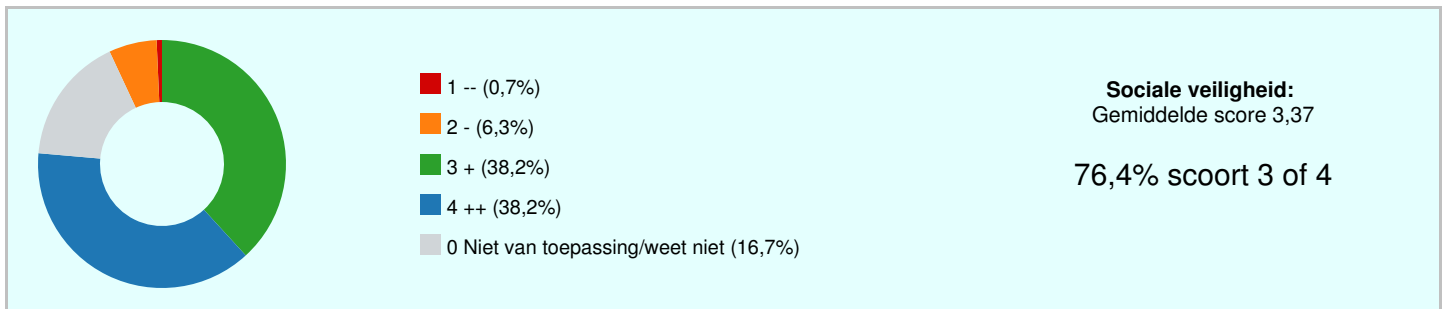 1 -- (0,7%)
2 - (6,3%)
3 + (38,2%)
4 ++ (38,2%)
0 Niet van toepassing/weet niet (16,7%)
Sociale veiligheid:
Gemiddelde score 3,37
76,4% scoort 3 of 4